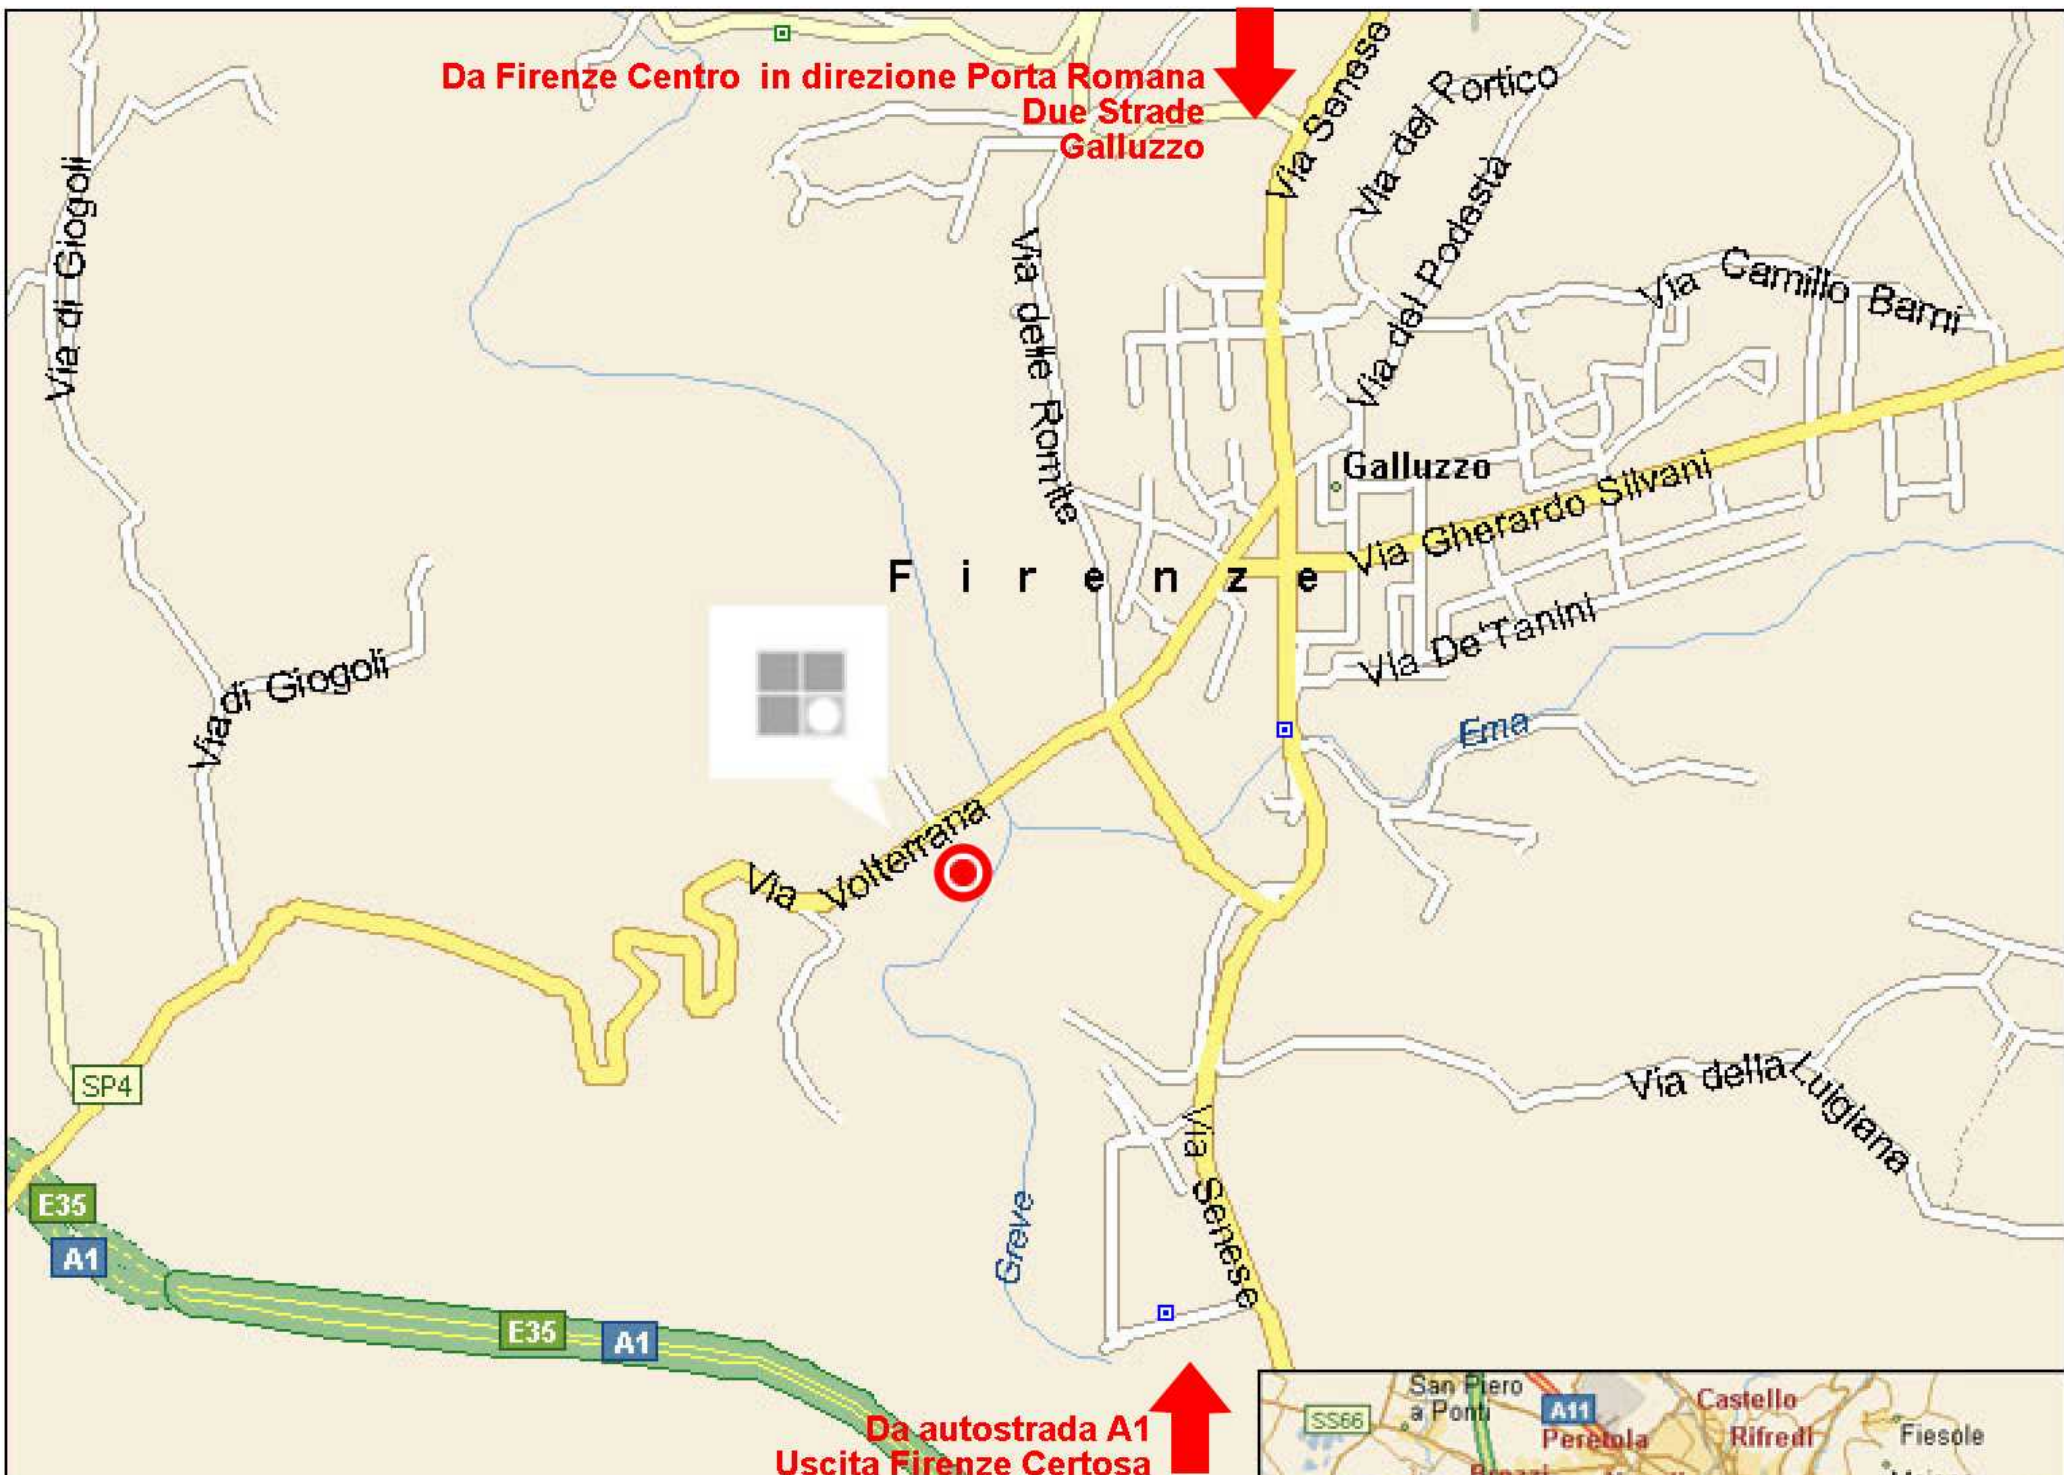 Da Firenze Centro in direzione Porta Romana
Due Strade
Galluzzo
Via Senese
Via del Portico
Via del Podestà
Via di Giogoli
Via delle Romite
Via Camillo Barni
Galluzzo
Via Gherardo Silvani
Firenze
Via De'Tanini
Via di Giogoli
Ema
Via Volterrana
SP4
Via della Luigiana
Via Senese
E35
A1
Greve
E35
A1
Da autostrada A1
Uscita Firenze Certosa
San Piero
a Ponti
SS66
A11
Castello
Peretola
Rifredi
Fiesole